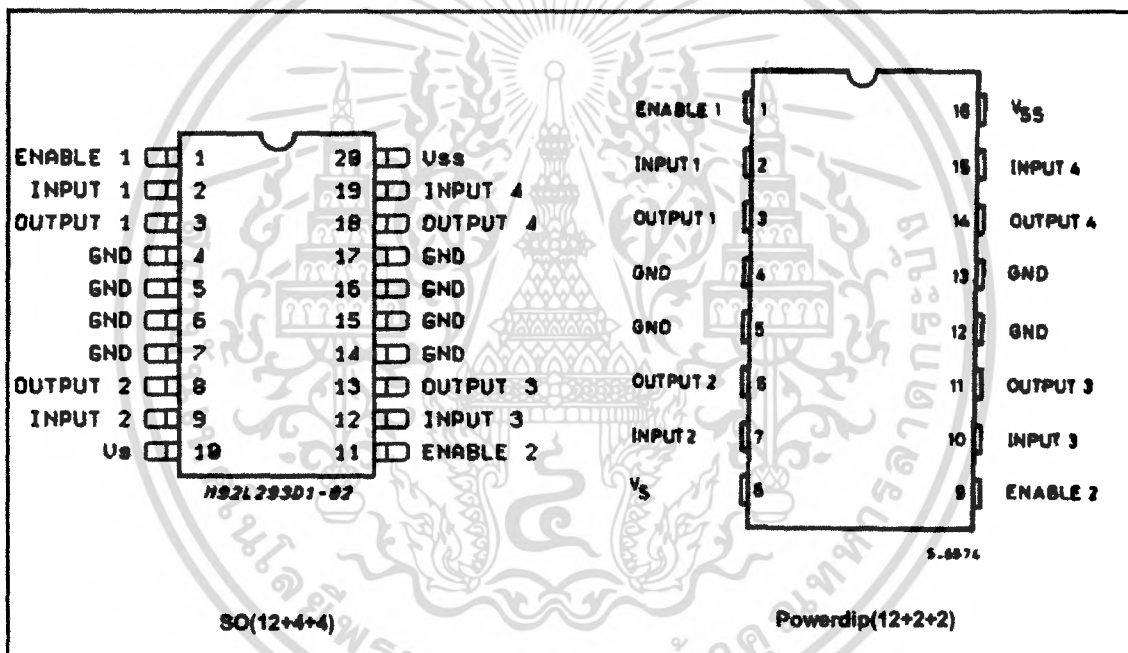 ENABLE 1 1 20 Vss
INPUT 1 2 19 INPUT 4
OUTPUT 1 3 18 OUTPUT 4
GND 4 17 GND
GND 5 16 GND
GND 6 15 GND
GND 7 14 GND
OUTPUT 2 8 13 OUTPUT 3
INPUT 2 9 12 INPUT 3
Vs 10 11 ENABLE 2
M92L293D1-02
SO(12+4+4)
ENABLE 1 1 16 VSS
INPUT 1 2 15 INPUT 4
OUTPUT 1 3 14 OUTPUT 4
GND 4 13 GND
GND 5 12 GND
OUTPUT 2 6 11 OUTPUT 3
INPUT 2 7 10 INPUT 3
VS 8 9 ENABLE 2
S-6874
Powerdip(12+2+2)